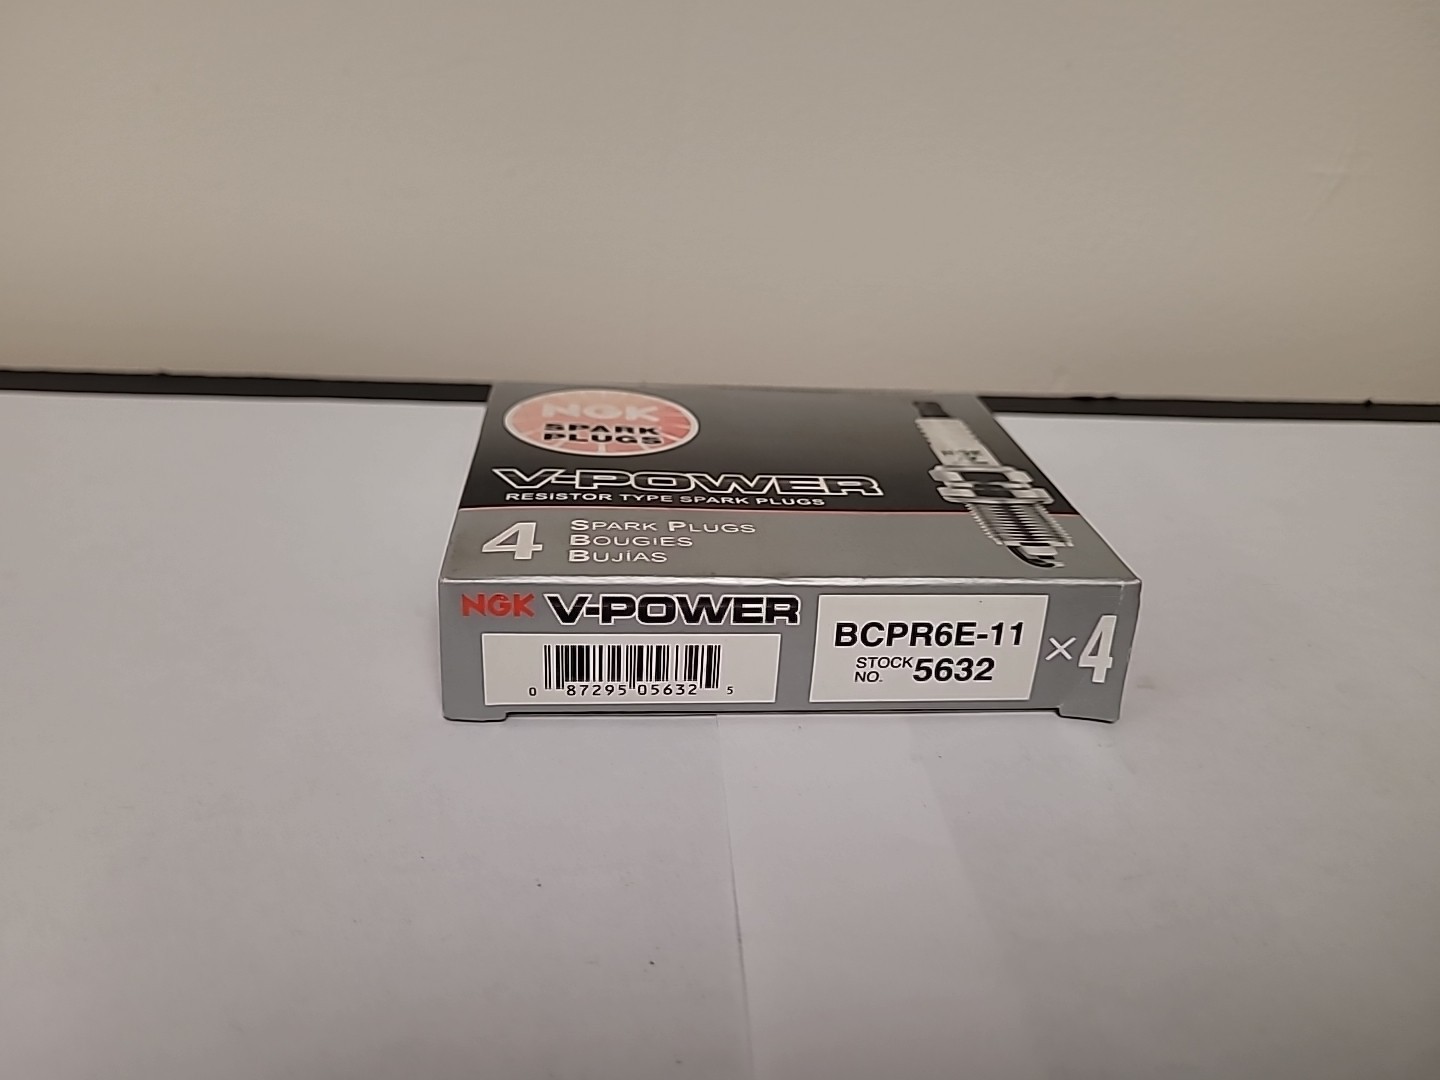 NGK
SPARK
PLUGS
V-POWER
RESISTOR TYPE SPARK PLUGS
4
SPARK PLUGS
BOUGIES
BUJÍAS
NGK V-POWER
0 87295 05632 5
BCPR6E-11
STOCK NO. 5632
×4